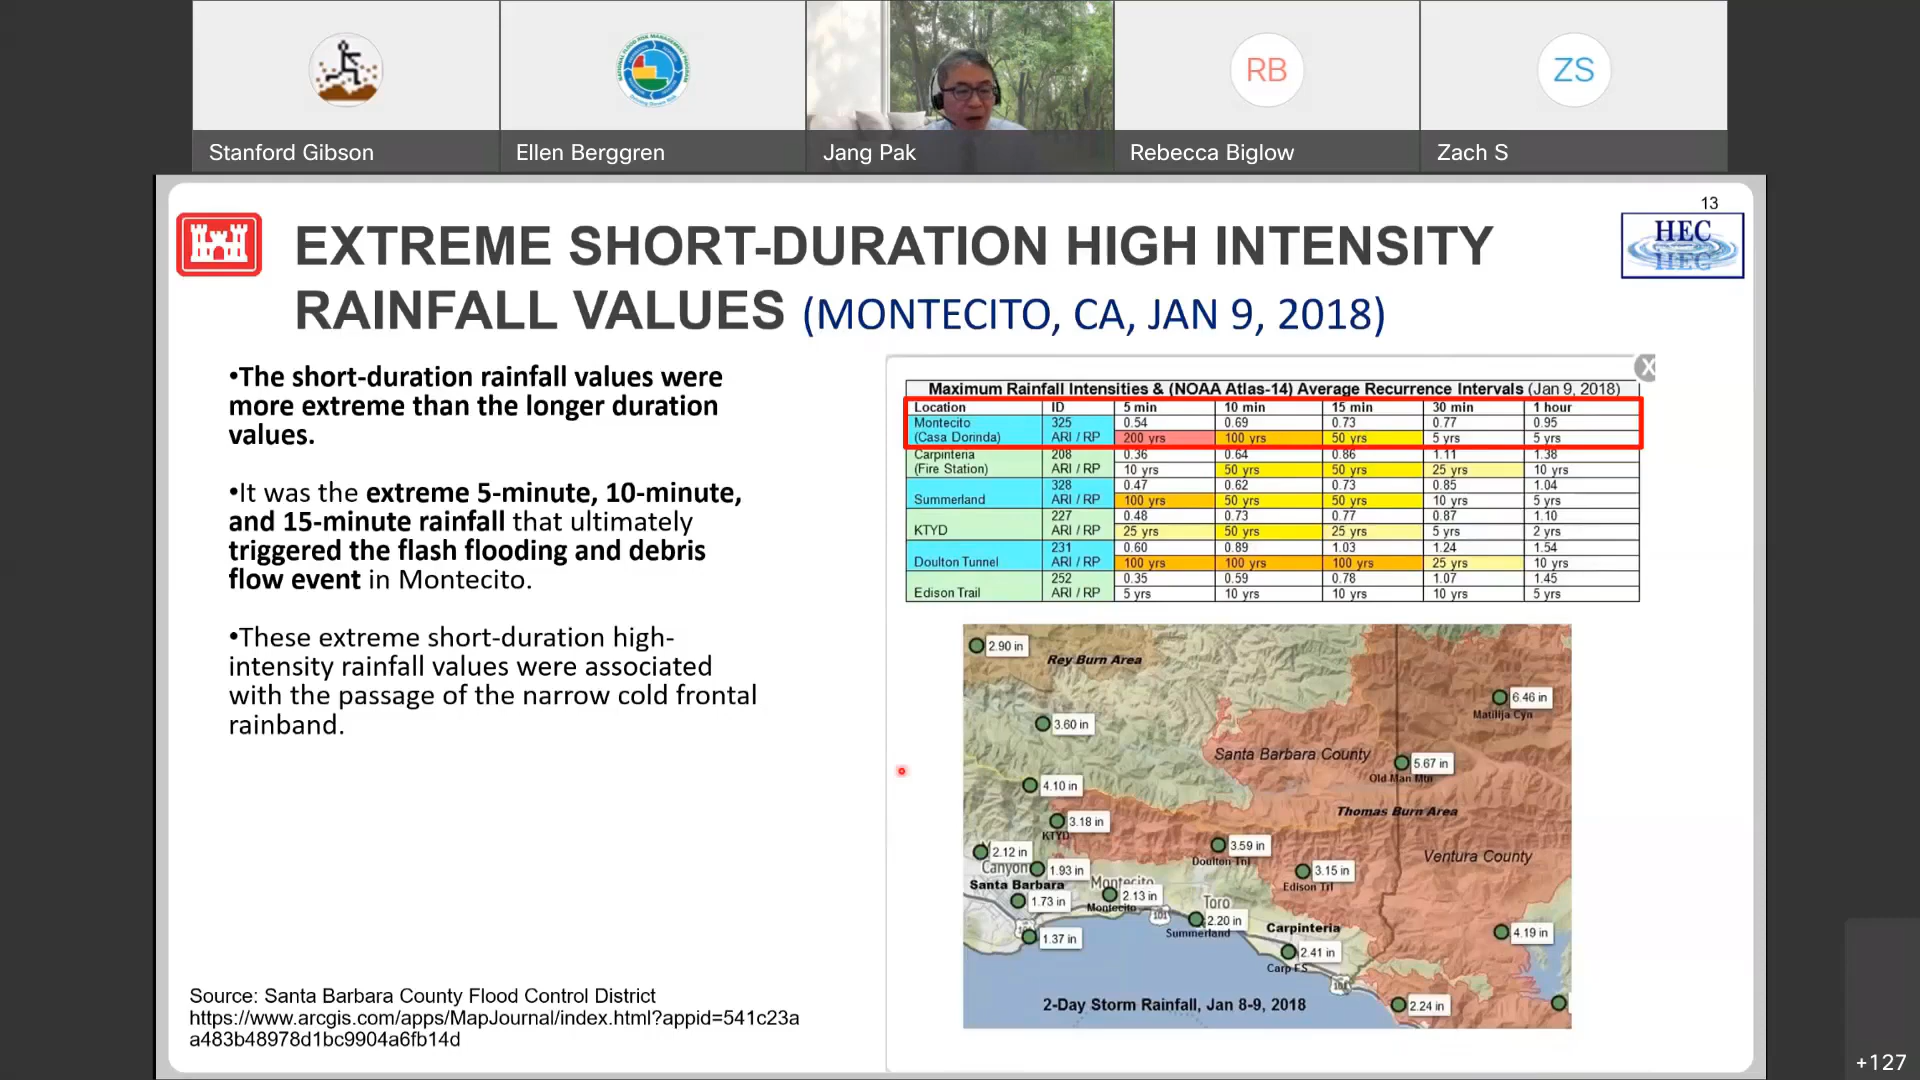 RB
ZS
Stanford Gibson
Ellen Berggren
Jang Pak
Rebecca Biglow
Zach S
13
HEC
EXTREME SHORT-DURATION HIGH INTENSITY
RAINFALL VALUES (MONTECITO, CA, JAN 9, 2018)
•The short-duration rainfall values were
more extreme than the longer duration
values.
•It was the extreme 5-minute, 10-minute,
and 15-minute rainfall that ultimately
triggered the flash flooding and debris
flow event in Montecito.
•These extreme short-duration high-
intensity rainfall values were associated
with the passage of the narrow cold frontal
rainband.
Source: Santa Barbara County Flood Control District
https://www.arcgis.com/apps/MapJournal/index.html?appid=541c23a
a483b48978d1bc9904a6fb14d
X
Maximum Rainfall Intensities & (NOAA Atlas-14) Average Recurrence Intervals (Jan 9, 2018)
Location ID 5 min 10 min 15 min 30 min 1 hour
Montecito 325 0.54 0.69 0.73 0.77 0.95
(Casa Dorinda) ARI / RP 200 yrs 100 yrs 50 yrs 5 yrs 5 yrs
Carpinteria 208 0.36 0.64 0.86 1.11 1.38
(Fire Station) ARI / RP 10 yrs 50 yrs 50 yrs 25 yrs 10 yrs
328 0.47 0.62 0.73 0.85 1.04
Summerland ARI / RP 100 yrs 50 yrs 50 yrs 10 yrs 5 yrs
227 0.48 0.73 0.77 0.87 1.10
KTYD ARI / RP 25 yrs 50 yrs 25 yrs 5 yrs 2 yrs
231 0.60 0.89 1.03 1.24 1.54
Doulton Tunnel ARI / RP 100 yrs 100 yrs 100 yrs 25 yrs 10 yrs
252 0.35 0.59 0.78 1.07 1.45
Edison Trail ARI / RP 5 yrs 10 yrs 10 yrs 10 yrs 5 yrs
2.90 in
Rey Burn Area
6.46 in
Matilija Cyn
3.60 in
Santa Barbara County
5.67 in
Old Man Mtn
4.10 in
Thomas Burn Area
3.18 in
KTYD
3.59 in
Doulton Tnl
2.12 in
Ventura County
Canyon
1.93 in
3.15 in
Edison Trl
Santa Barbara
Montecito
2.13 in
Montecito
1.73 in
Toro
101
2.20 in
Summerland
Carpinteria
4.19 in
1.37 in
2.41 in
Carp FS
101
2-Day Storm Rainfall, Jan 8-9, 2018
2.24 in
+127